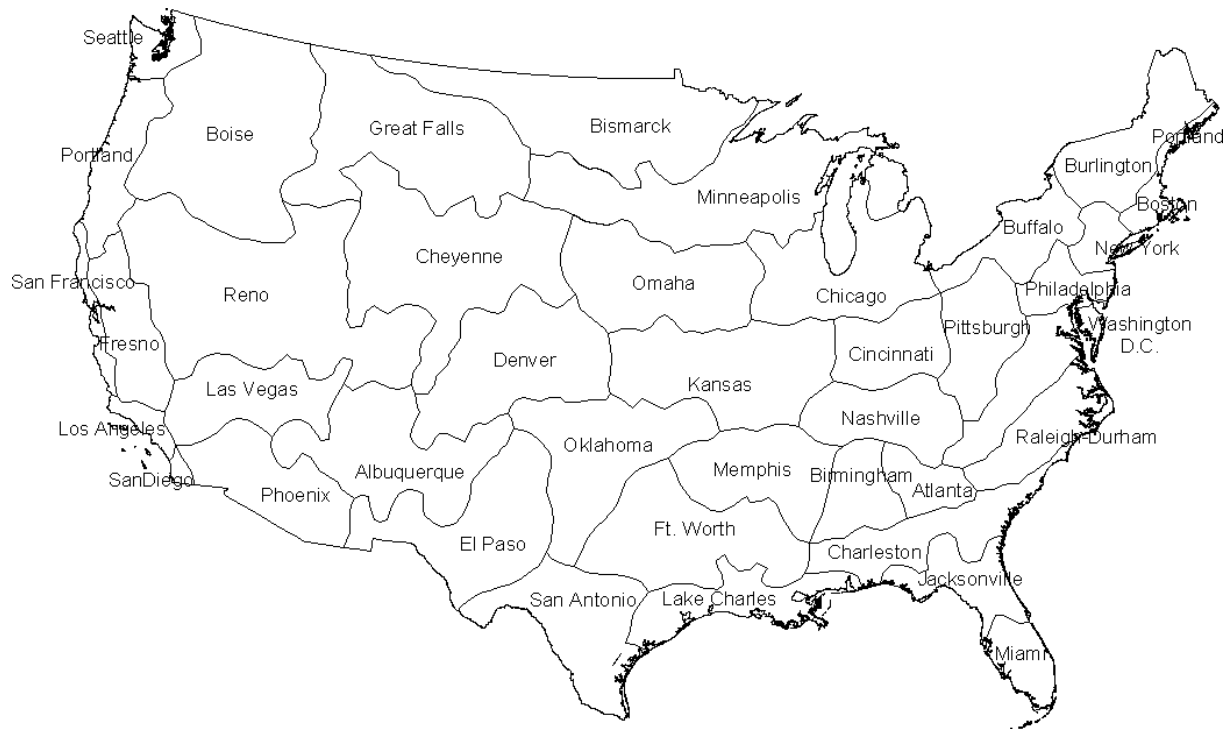 Seattle
Boise
Great Falls
Bismarck
Portland
Portland
Burlington
Minneapolis
Boston
Buffalo
New York
Cheyenne
San Francisco
Reno
Omaha
Chicago
Philadelphia
Pittsburgh
Washington
D.C.
Fresno
Cincinnati
Denver
Las Vegas
Kansas
Nashville
Los Angeles
Oklahoma
Raleigh-Durham
SanDiego
Albuquerque
Memphis
Birmingham
Atlanta
Phoenix
Ft. Worth
El Paso
Charleston
Jacksonville
San Antonio
Lake Charles
Miami